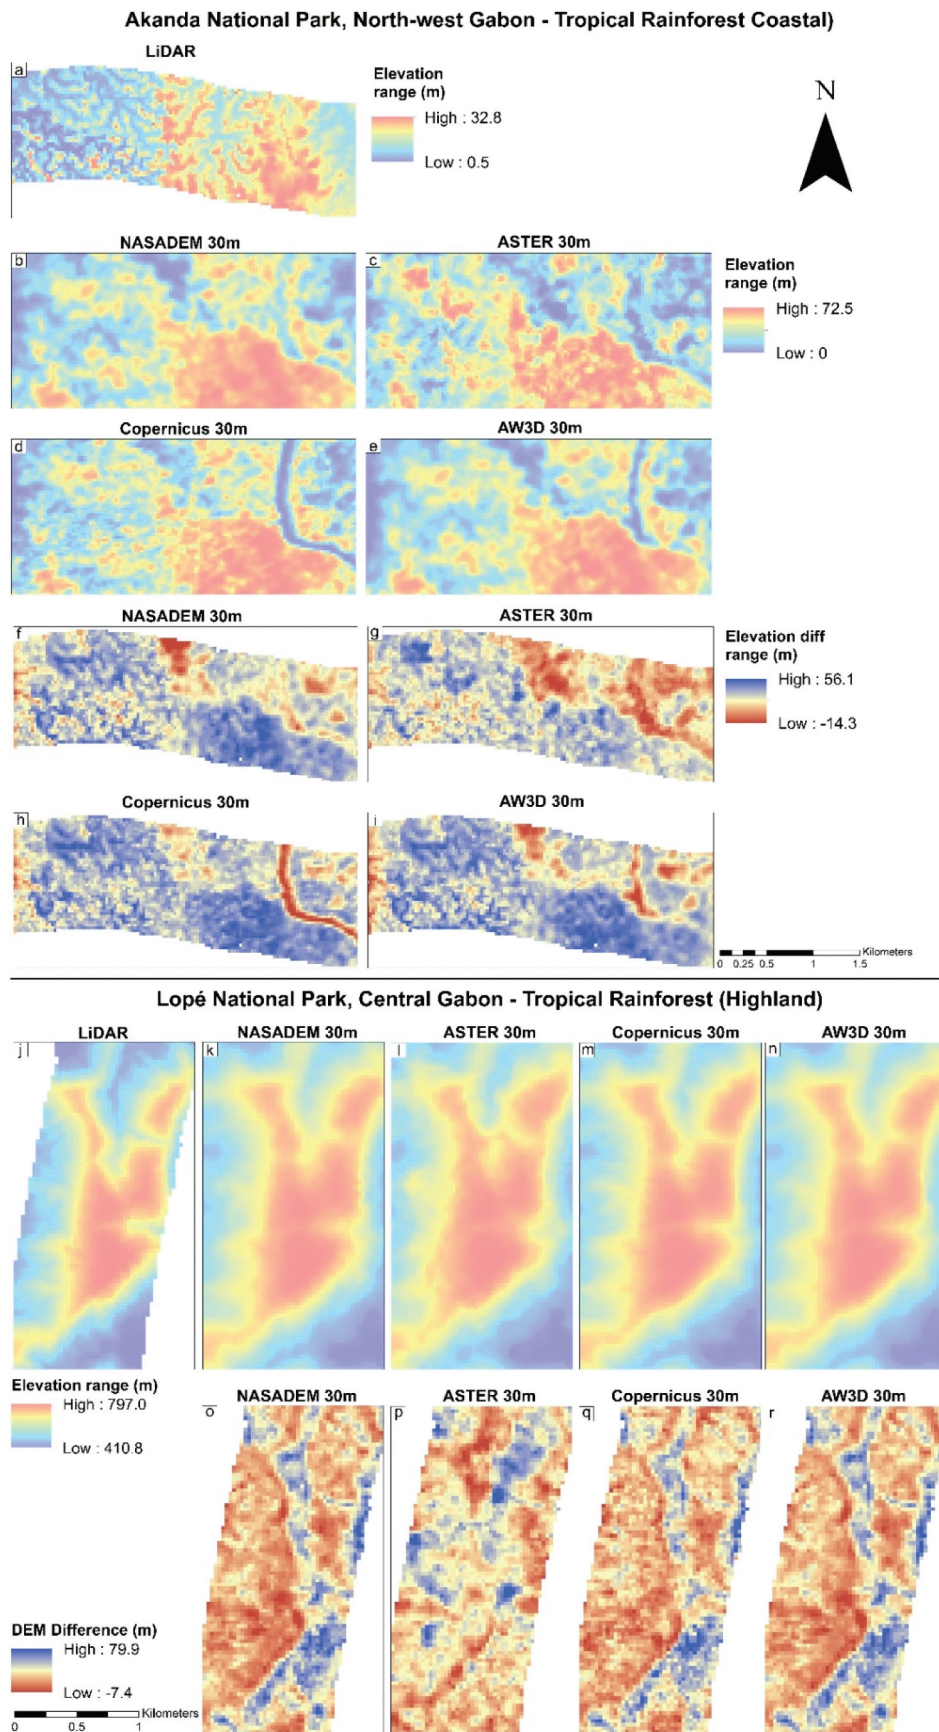 Akanda National Park, North-west Gabon - Tropical Rainforest Coastal)
LiDAR
a
Elevation
range (m)
High : 32.8
Low : 0.5
N
NASADEM 30m
ASTER 30m
b
c
Elevation
range (m)
High : 72.5
Low : 0
Copernicus 30m
AW3D 30m
d
e
NASADEM 30m
ASTER 30m
f
g
Elevation diff
range (m)
High : 56.1
Low : -14.3
Copernicus 30m
AW3D 30m
h
i
Kilometers
0 0.25 0.5 1 1.5
Lopé National Park, Central Gabon - Tropical Rainforest (Highland)
LiDAR
NASADEM 30m
ASTER 30m
Copernicus 30m
AW3D 30m
j
k
l
m
n
Elevation range (m)
High : 797.0
Low : 410.8
NASADEM 30m
ASTER 30m
Copernicus 30m
AW3D 30m
o
p
q
r
DEM Difference (m)
High : 79.9
Low : -7.4
Kilometers
0 0.5 1